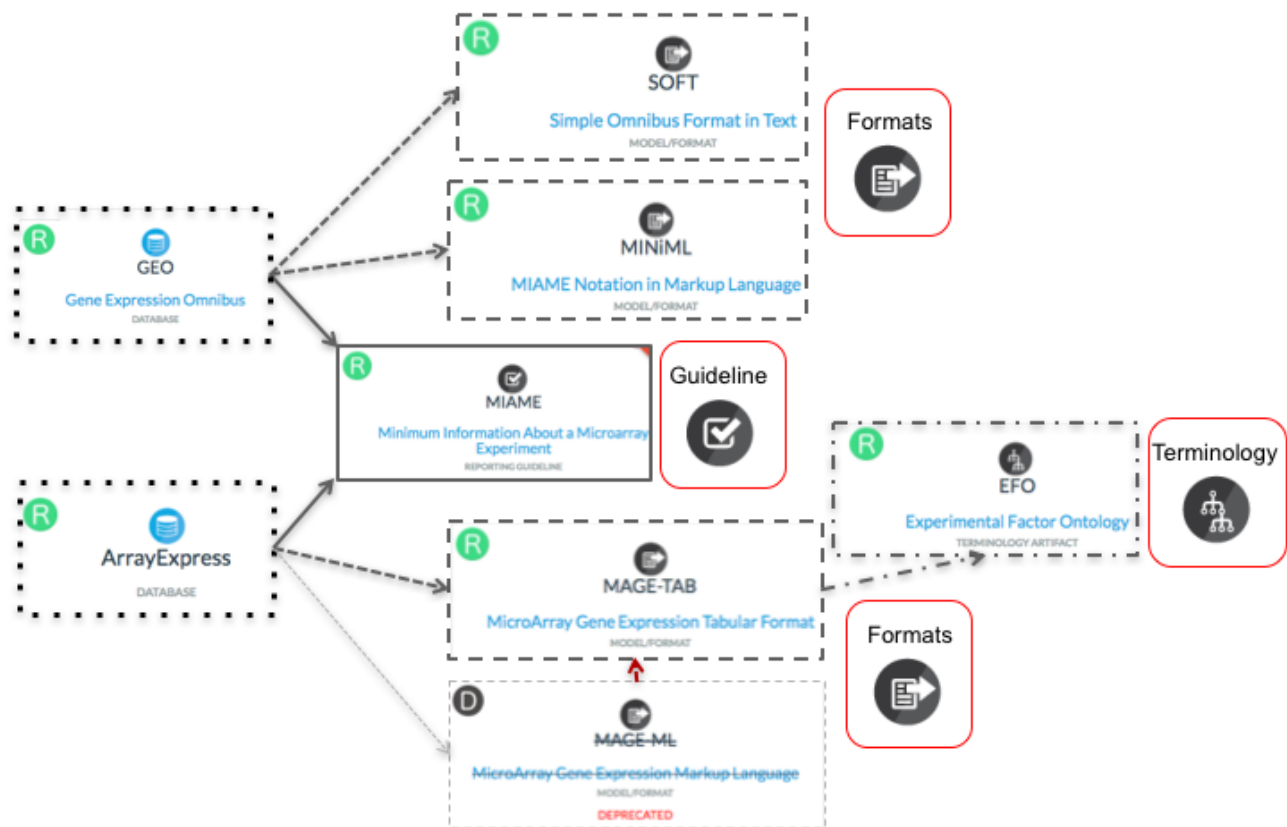 R
SOFT
Simple Omnibus Format in Text
MODEL/FORMAT
Formats
R
MINiML
MIAME Notation in Markup Language
MODEL/FORMAT
R
GEO
Gene Expression Omnibus
DATABASE
R
MIAME
Minimum Information About a Microarray
Experiment
REPORTING GUIDELINE
Guideline
R
EFO
Experimental Factor Ontology
TERMINOLOGY ARTIFACT
Terminology
R
ArrayExpress
DATABASE
R
MAGE-TAB
MicroArray Gene Expression Tabular Format
MODEL/FORMAT
Formats
D
MAGE-ML
MicroArray Gene Expression Markup Language
MODEL/FORMAT
DEPRECATED